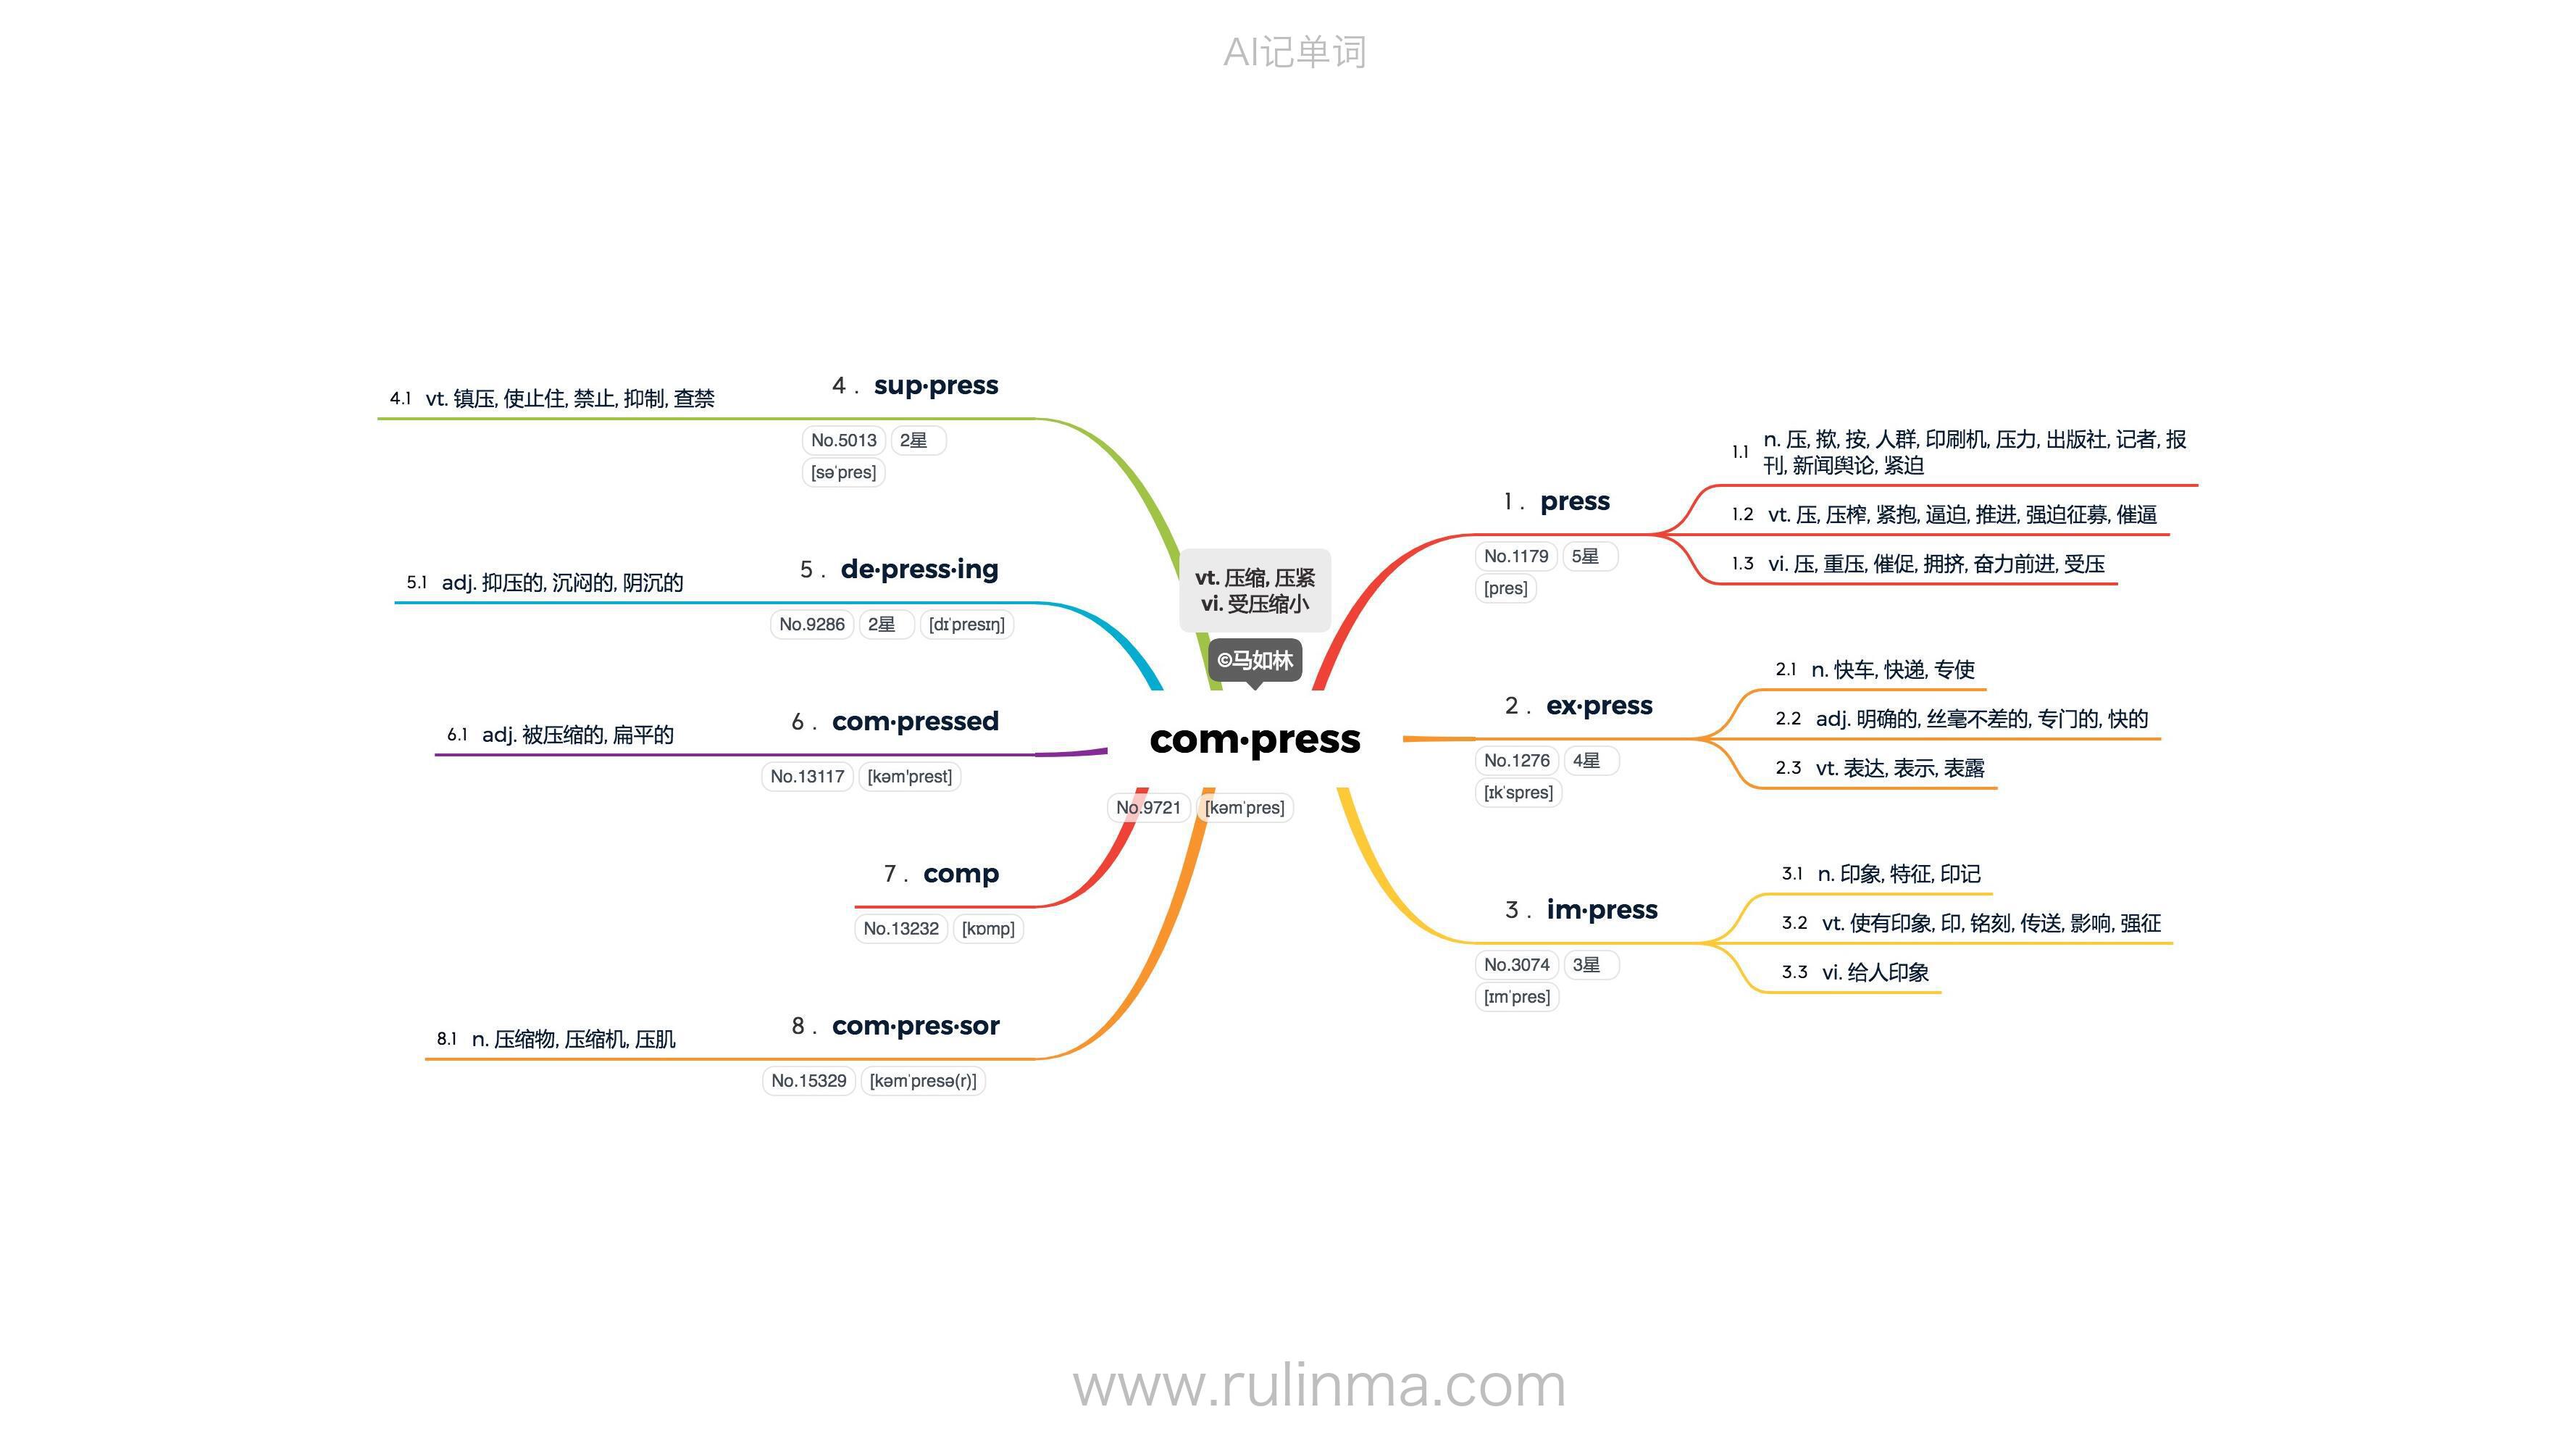 AI记单词
vt. 压缩, 压紧
vi. 受压缩小
©马如林
com·press
No.9721 [kəmˈpres]
1 . press
No.1179 5星
[pres]
1.1 n. 压, 揿, 按, 人群, 印刷机, 压力, 出版社, 记者, 报
刊, 新闻舆论, 紧迫
1.2 vt. 压, 压榨, 紧抱, 逼迫, 推进, 强迫征募, 催逼
1.3 vi. 压, 重压, 催促, 拥挤, 奋力前进, 受压
2 . ex·press
No.1276 4星
[ɪkˈspres]
2.1 n. 快车, 快递, 专使
2.2 adj. 明确的, 丝毫不差的, 专门的, 快的
2.3 vt. 表达, 表示, 表露
3 . im·press
No.3074 3星
[ɪmˈpres]
3.1 n. 印象, 特征, 印记
3.2 vt. 使有印象, 印, 铭刻, 传送, 影响, 强征
3.3 vi. 给人印象
4 . sup·press
No.5013 2星
[səˈpres]
4.1 vt. 镇压, 使止住, 禁止, 抑制, 查禁
5 . de·press·ing
No.9286 2星 [dɪˈpresɪŋ]
5.1 adj. 抑压的, 沉闷的, 阴沉的
6 . com·pressed
No.13117 [kəm'prest]
6.1 adj. 被压缩的, 扁平的
7 . comp
No.13232 [kɒmp]
8 . com·pres·sor
No.15329 [kəmˈpresə(r)]
8.1 n. 压缩物, 压缩机, 压肌
www.rulinma.com